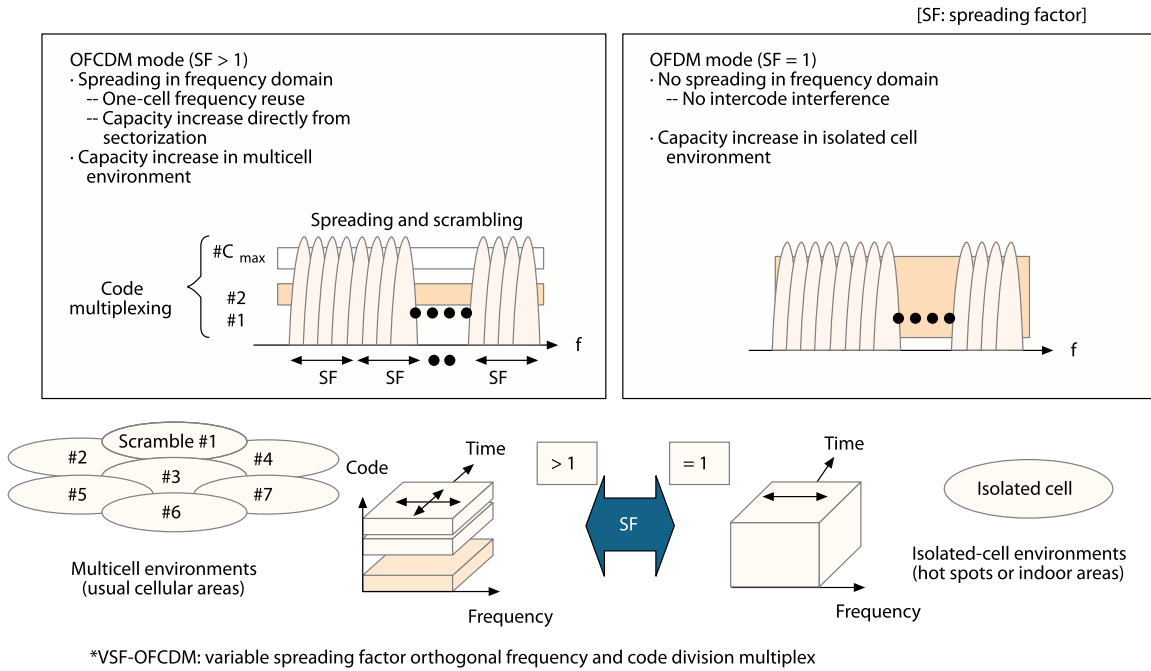 [SF: spreading factor]
OFCDM mode (SF > 1)
· Spreading in frequency domain
-- One-cell frequency reuse
-- Capacity increase directly from
sectorization
· Capacity increase in multicell
environment
Spreading and scrambling
#C max
Code
multiplexing
#2
#1
f
SF
SF
SF
OFDM mode (SF = 1)
· No spreading in frequency domain
-- No intercode interference
· Capacity increase in isolated cell
environment
f
Scramble #1
#2
#4
#3
#5
#7
#6
Multicell environments
(usual cellular areas)
Code
Time
Frequency
> 1
= 1
SF
Time
Frequency
Isolated cell
Isolated-cell environments
(hot spots or indoor areas)
*VSF-OFCDM: variable spreading factor orthogonal frequency and code division multiplex